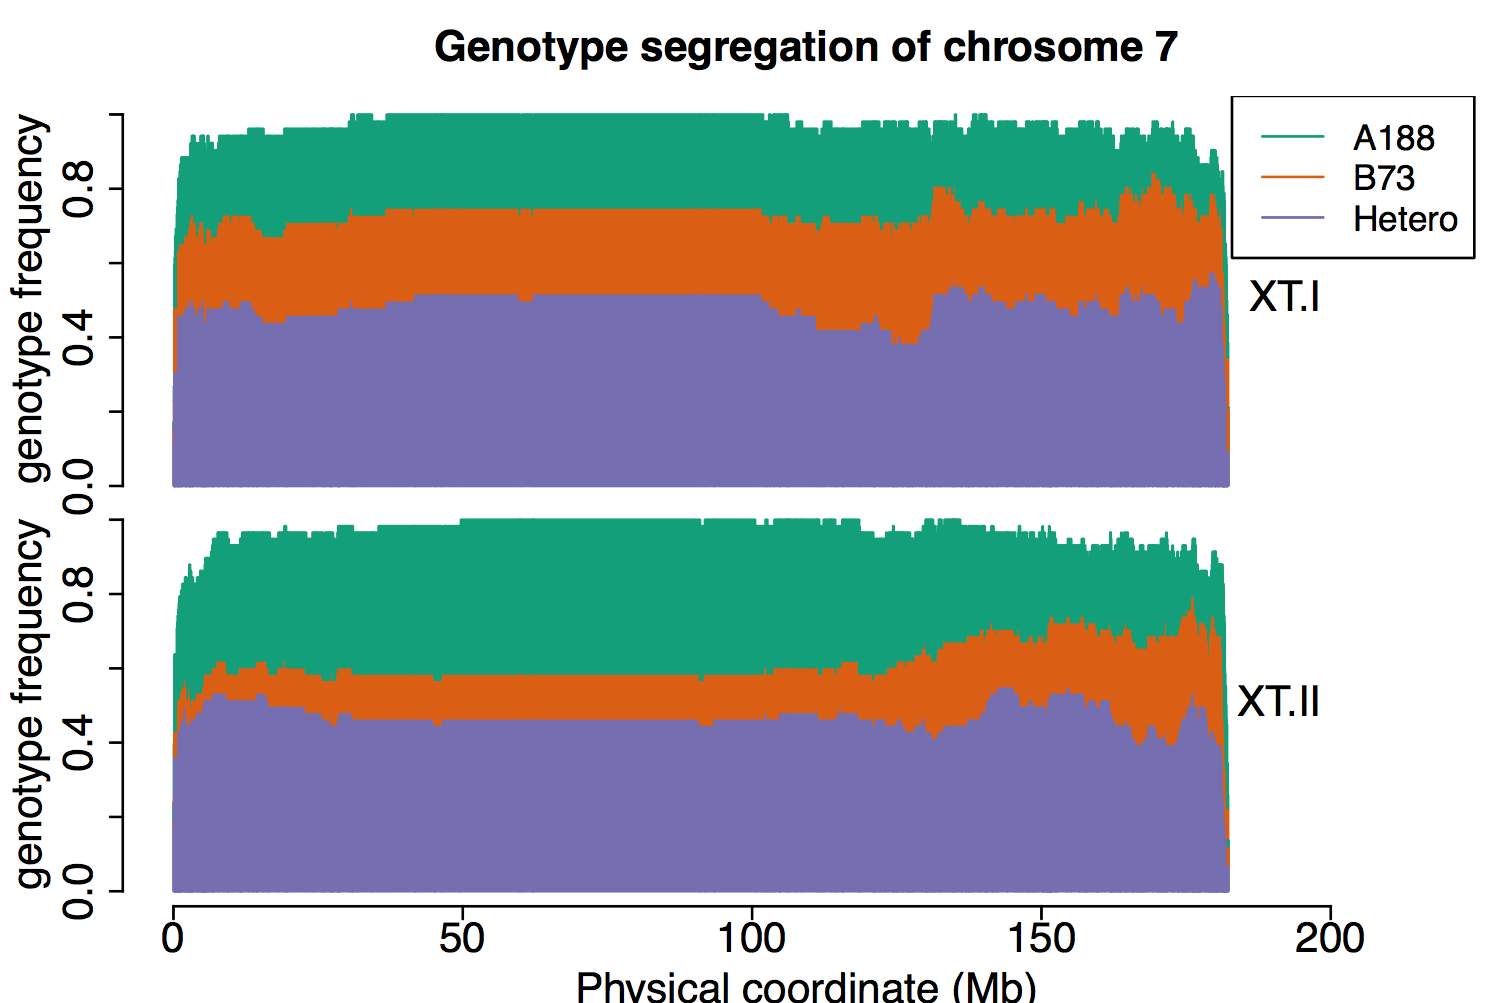 Genotype segregation of chrosome 7
genotype frequency
0.0 0.4 0.8
A188
B73
Hetero
XT.I
genotype frequency
0.0 0.4 0.8
XT.II
0 50 100 150 200
Physical coordinate (Mb)